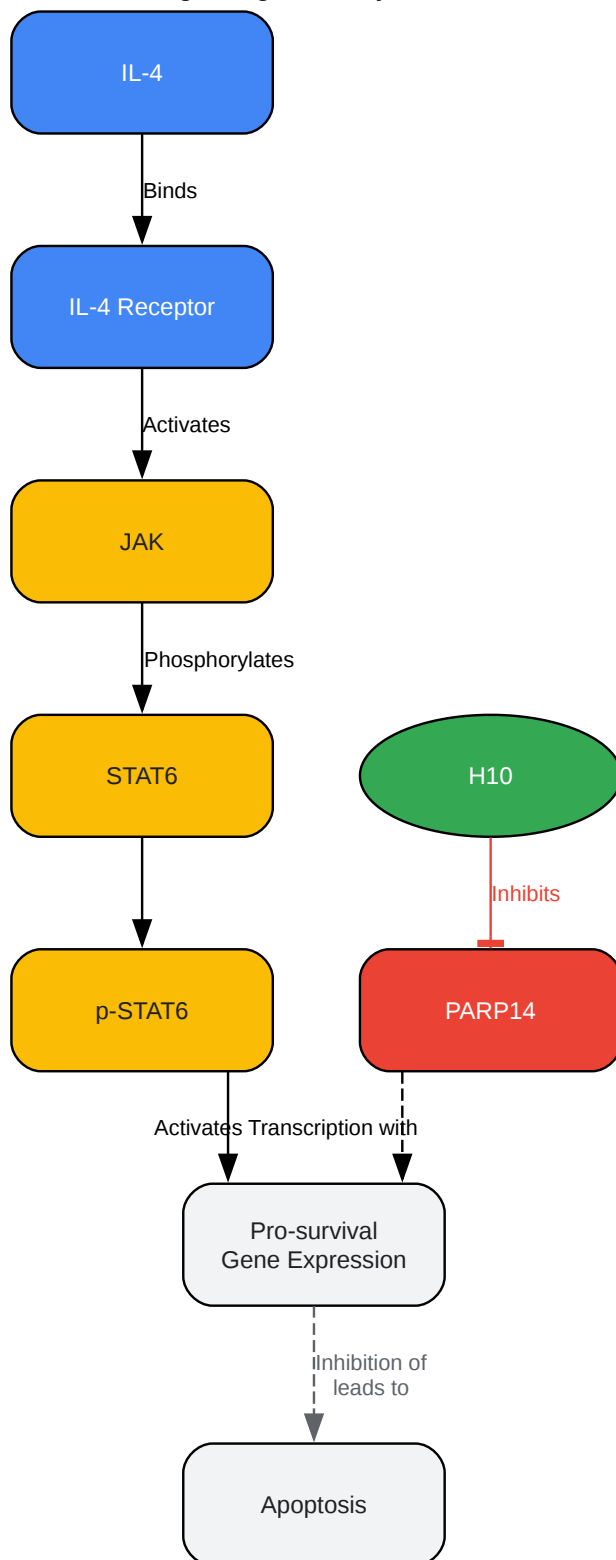 IL-4
Binds
IL-4 Receptor
Activates
JAK
Phosphorylates
STAT6
H10
Inhibits
p-STAT6
PARP14
Activates Transcription with
Pro-survival
Gene Expression
Inhibition of
leads to
Apoptosis